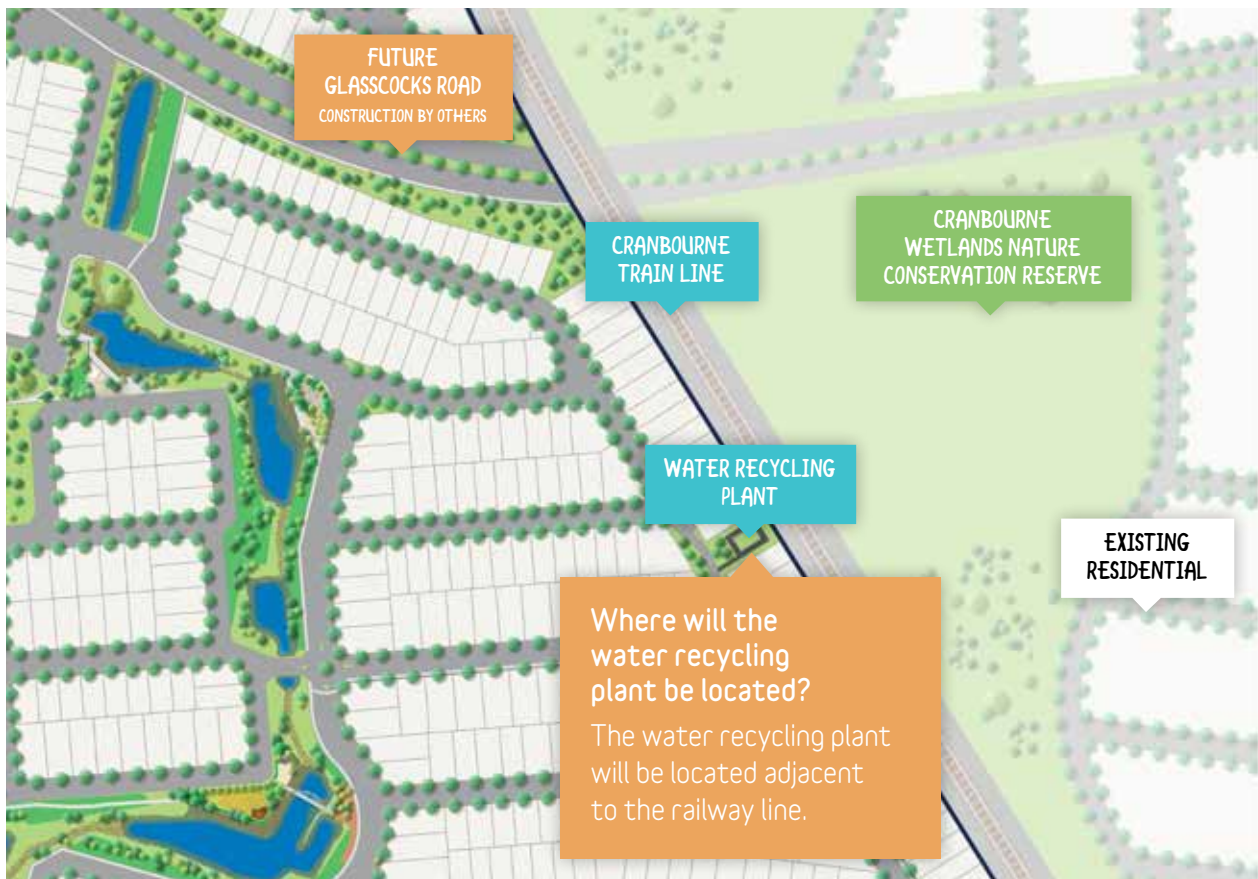 FUTURE
GLASSCOCKS ROAD
CONSTRUCTION BY OTHERS
CRANBOURNE
TRAIN LINE
CRANBOURNE
WETLANDS NATURE
CONSERVATION RESERVE
WATER RECYCLING
PLANT
EXISTING
RESIDENTIAL
Where will the
water recycling
plant be located?
The water recycling plant
will be located adjacent
to the railway line.